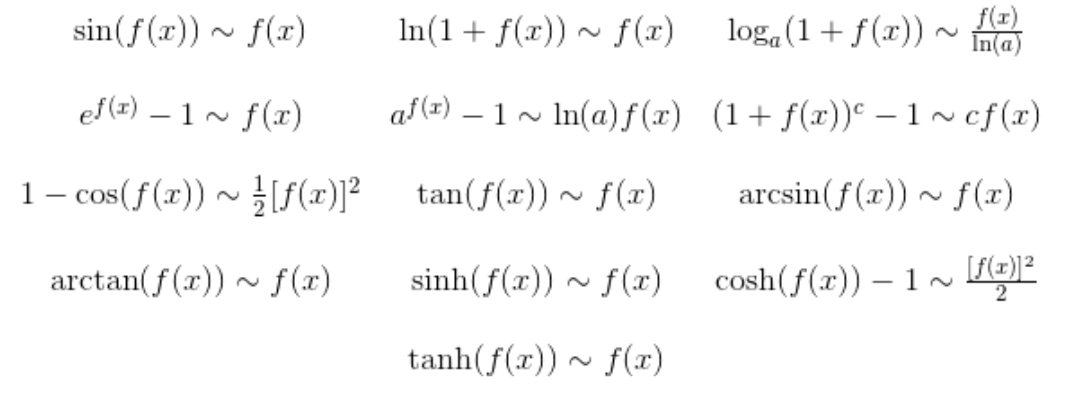 sin(f(x)) ∼ f(x) ln(1 + f(x)) ∼ f(x) logₐ(1 + f(x)) ∼ f(x)/ln(a)
e^{f(x)} − 1 ∼ f(x) a^{f(x)} − 1 ∼ ln(a)f(x) (1 + f(x))^c − 1 ∼ cf(x)
1 − cos(f(x)) ∼ 1/2[f(x)]² tan(f(x)) ∼ f(x) arcsin(f(x)) ∼ f(x)
arctan(f(x)) ∼ f(x) sinh(f(x)) ∼ f(x) cosh(f(x)) − 1 ∼ [f(x)]²/2
tanh(f(x)) ∼ f(x)